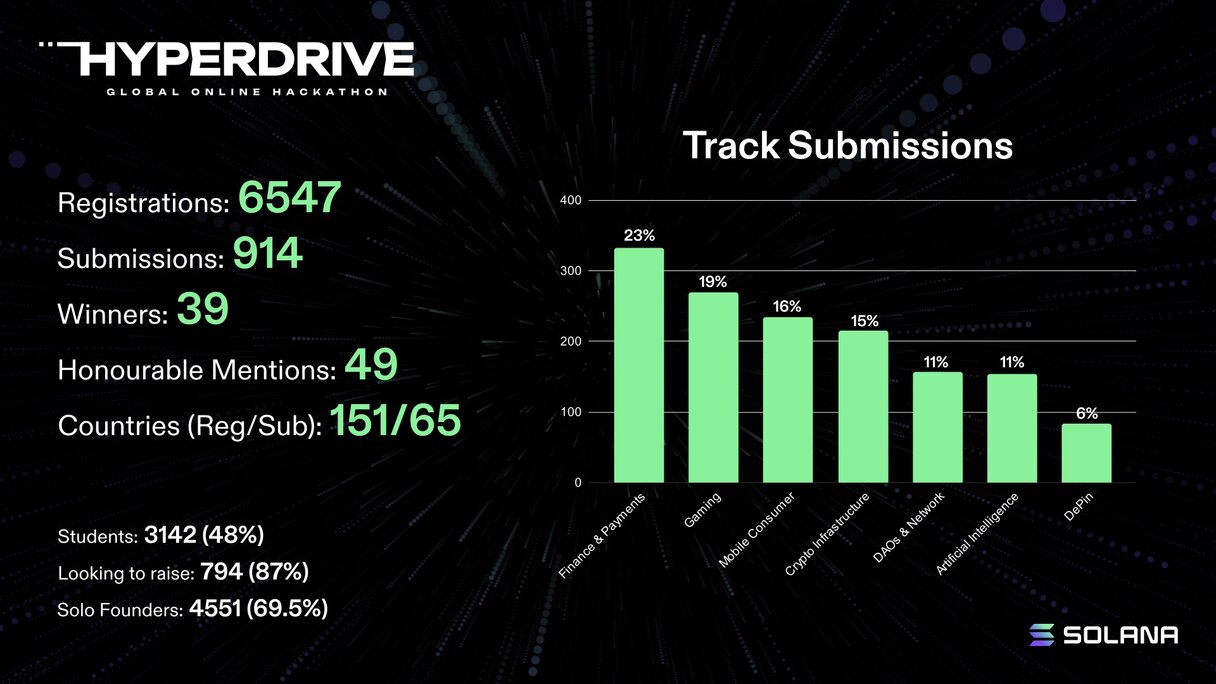 HYPERDRIVE
GLOBAL ONLINE HACKATHON
Registrations: 6547
Submissions: 914
Winners: 39
Honourable Mentions: 49
Countries (Reg/Sub): 151/65
Students: 3142 (48%)
Looking to raise: 794 (87%)
Solo Founders: 4551 (69.5%)
Track Submissions
400
300
200
100
0
23%
19%
16%
15%
11%
11%
6%
Finance & Payments
Gaming
Mobile Consumer
Crypto Infrastructure
DAOs & Network
Artificial Intelligence
DePin
SOLANA